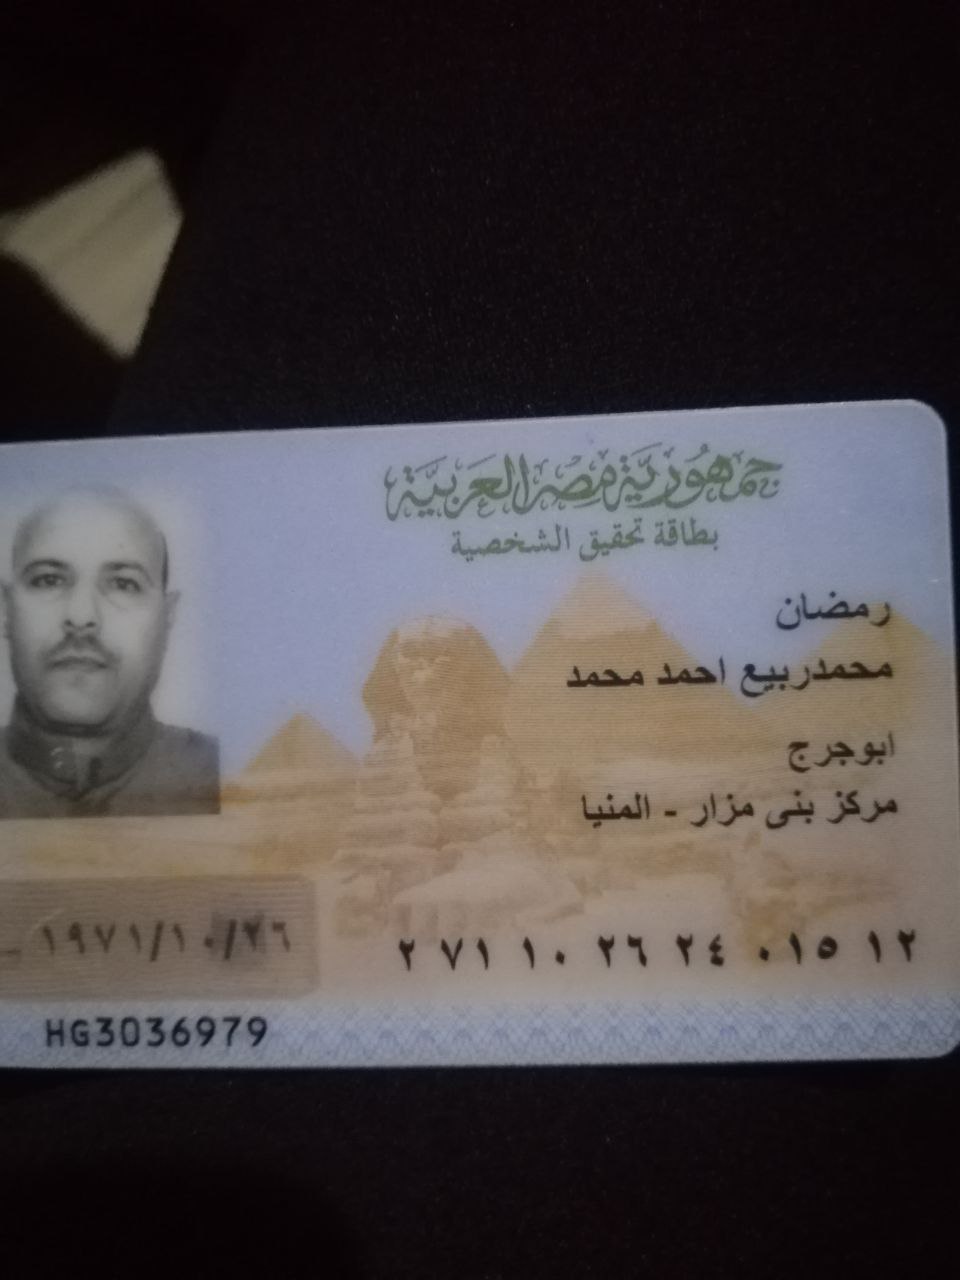 جمهورية مصر العربية
بطاقة تحقيق الشخصية
رمضان
محمدربيع احمد محمد
ابوجرج
مركز بنى مزار - المنيا
٢ ٧١ ١٠ ٢٦ ٢٤ ٠١٥ ١٢
١٩٧١/١٠/٢٦
HG3036979